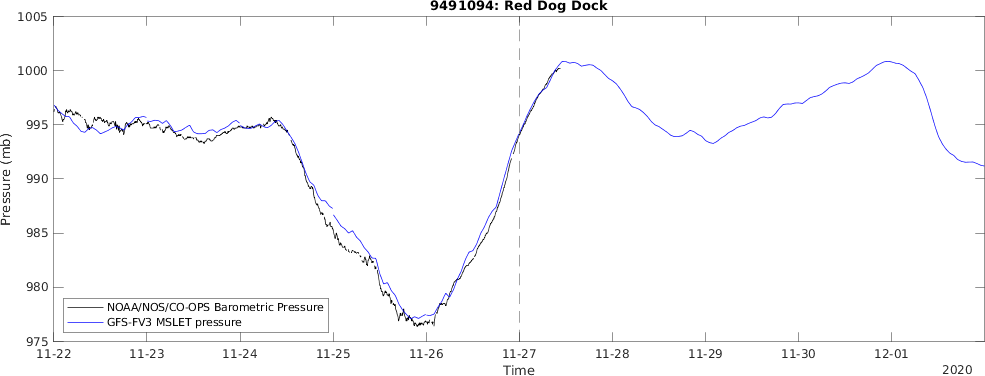 9491094: Red Dog Dock
Pressure (mb)
1005
1000
995
990
985
980
975
NOAA/NOS/CO-OPS Barometric Pressure
GFS-FV3 MSLET pressure
11-22 11-23 11-24 11-25 11-26 11-27 11-28 11-29 11-30 12-01
Time
2020